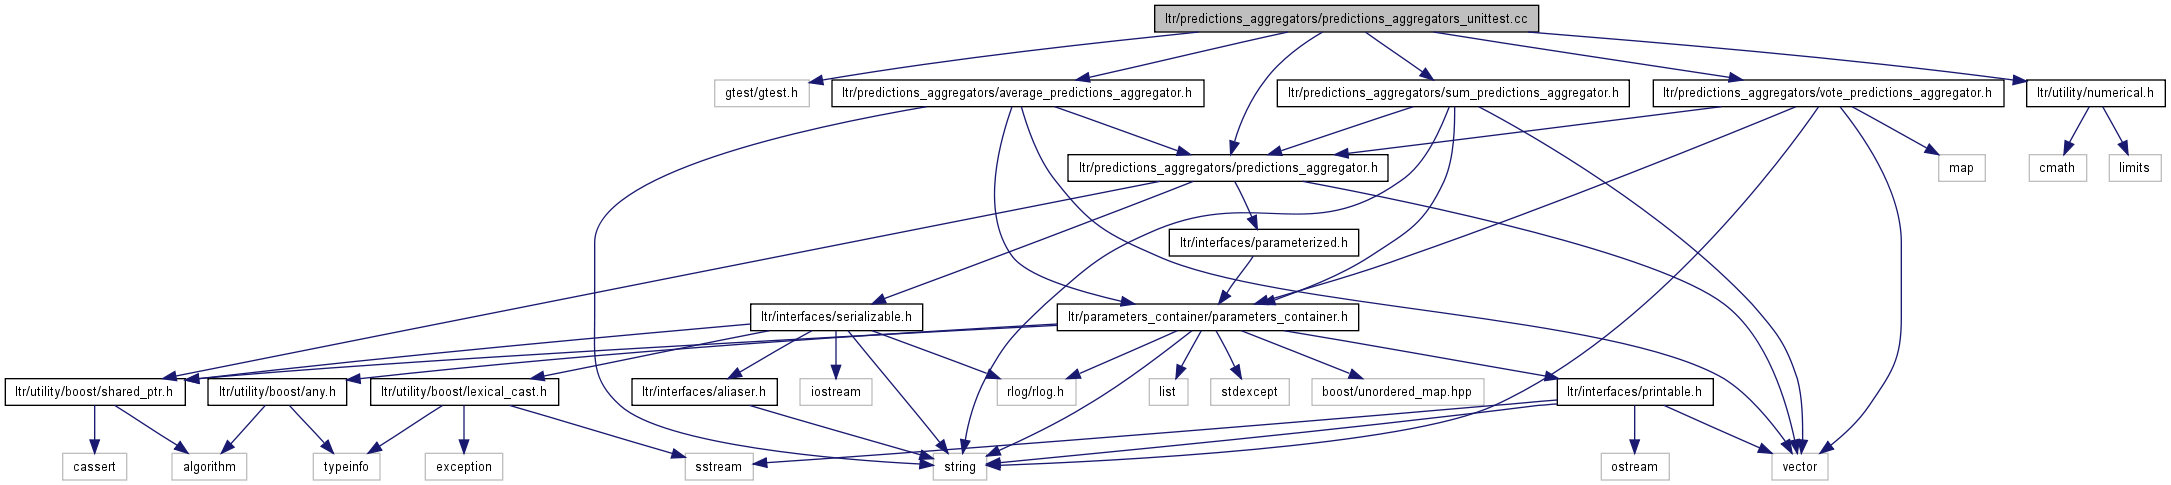 ltr/predictions_aggregators/predictions_aggregators_unittest.cc
gtest/gtest.h
ltr/predictions_aggregators/average_predictions_aggregator.h
ltr/predictions_aggregators/sum_predictions_aggregator.h
ltr/predictions_aggregators/vote_predictions_aggregator.h
ltr/utility/numerical.h
ltr/predictions_aggregators/predictions_aggregator.h
map
cmath
limits
ltr/interfaces/parameterized.h
ltr/interfaces/serializable.h
ltr/parameters_container/parameters_container.h
ltr/utility/boost/shared_ptr.h
ltr/utility/boost/any.h
ltr/utility/boost/lexical_cast.h
ltr/interfaces/aliaser.h
iostream
rlog/rlog.h
list
stdexcept
boost/unordered_map.hpp
ltr/interfaces/printable.h
cassert
algorithm
typeinfo
exception
sstream
string
ostream
vector